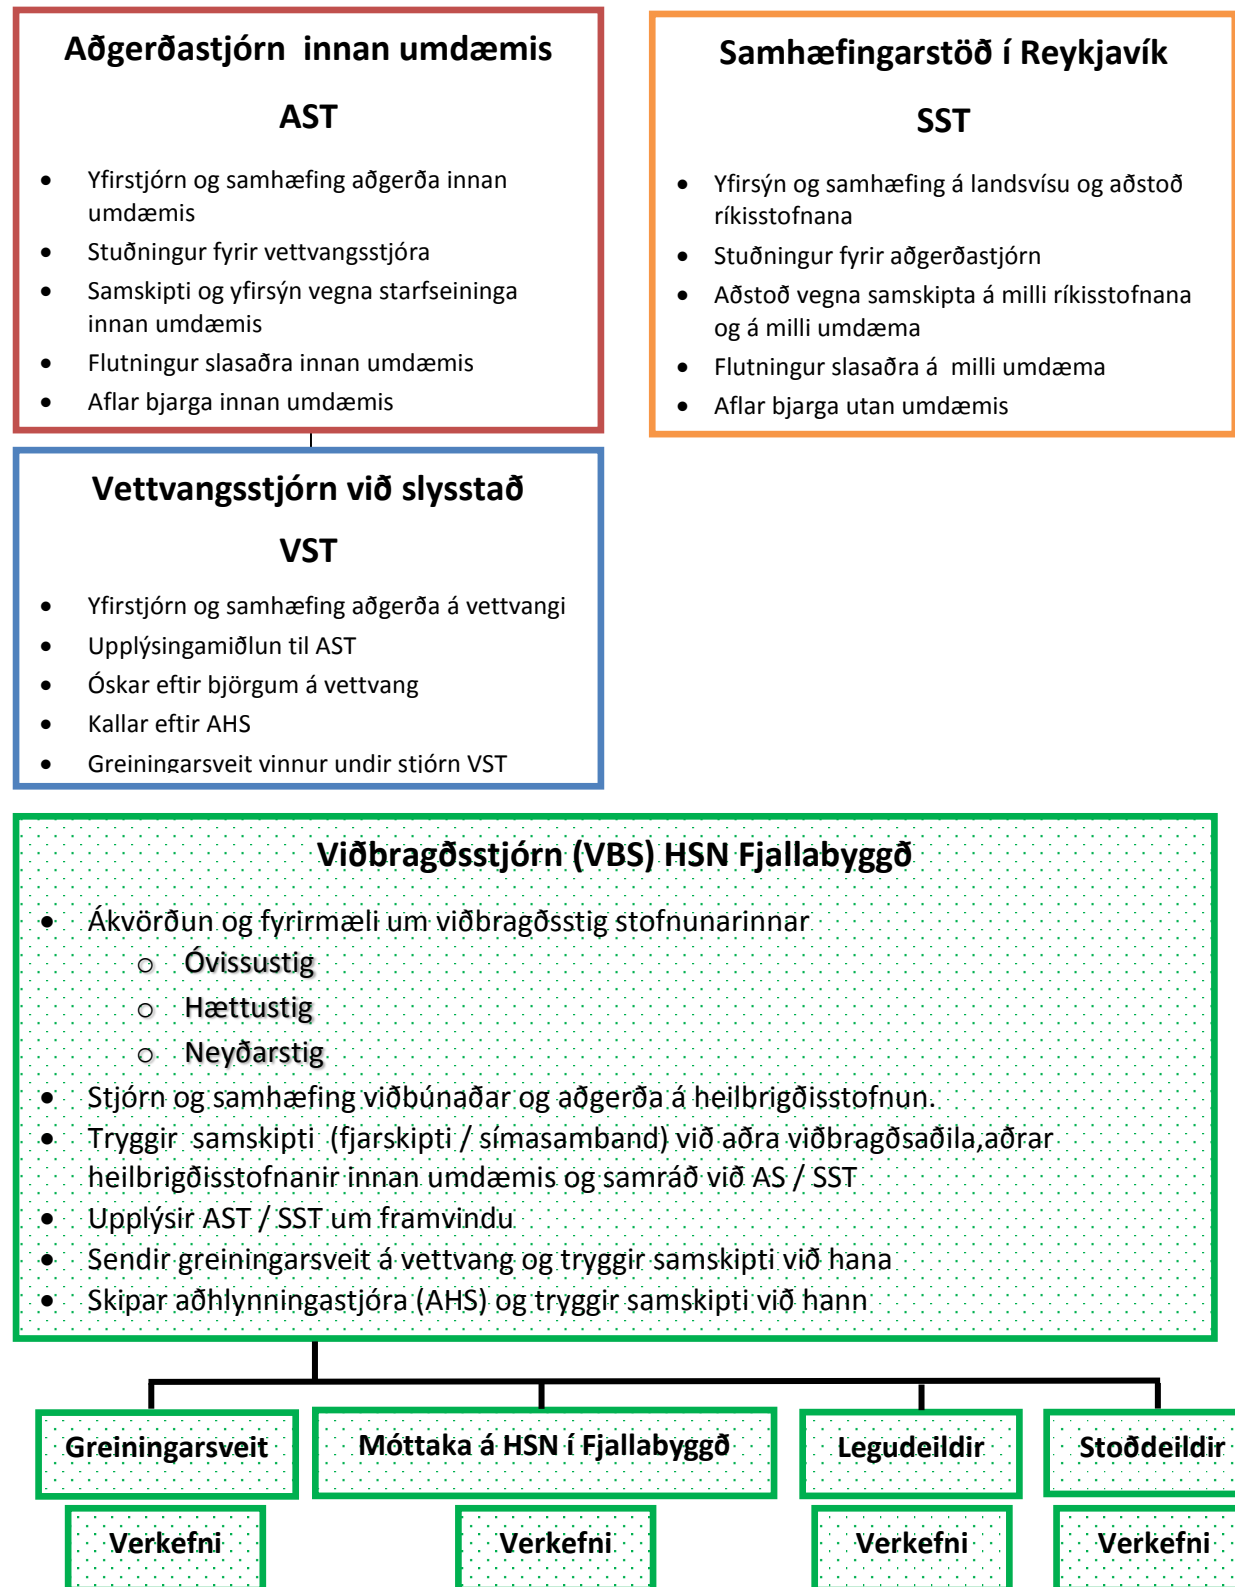 Aðgerðastjórn innan umdæmis
AST
• Yfirstjórn og samhæfing aðgerða innan
umdæmis
• Stuðningur fyrir vettvangsstjóra
• Samskipti og yfirsýn vegna starfseininga
innan umdæmis
• Flutningur slasaðra innan umdæmis
• Aflar bjarga innan umdæmis
Samhæfingarstöð í Reykjavík
SST
• Yfirsýn og samhæfing á landsvísu og aðstoð
ríkisstofnana
• Stuðningur fyrir aðgerðastjórn
• Aðstoð vegna samskipta á milli ríkisstofnana
og á milli umdæma
• Flutningur slasaðra á milli umdæma
• Aflar bjarga utan umdæmis
Vettvangsstjórn við slysstað
VST
• Yfirstjórn og samhæfing aðgerða á vettvangi
• Upplýsingamiðlun til AST
• Óskar eftir björgum á vettvang
• Kallar eftir AHS
• Greiningarsveit vinnur undir stjórn VST
Viðbragðsstjórn (VBS) HSN Fjallabyggð
• Ákvörðun og fyrirmæli um viðbragðsstig stofnunarinnar
o Óvissustig
o Hættustig
o Neyðarstig
• Stjórn og samhæfing viðbúnaðar og aðgerða á heilbrigðisstofnun.
• Tryggir samskipti (fjarskipti / símasamband) við aðra viðbragðsaðila,aðrar
heilbrigðisstofnanir innan umdæmis og samráð við AS / SST
• Upplýsir AST / SST um framvindu
• Sendir greiningarsveit á vettvang og tryggir samskipti við hana
• Skipar aðhlynningastjóra (AHS) og tryggir samskipti við hann
Greiningarsveit
Móttaka á HSN í Fjallabyggð
Legudeildir
Stoðdeildir
Verkefni
Verkefni
Verkefni
Verkefni